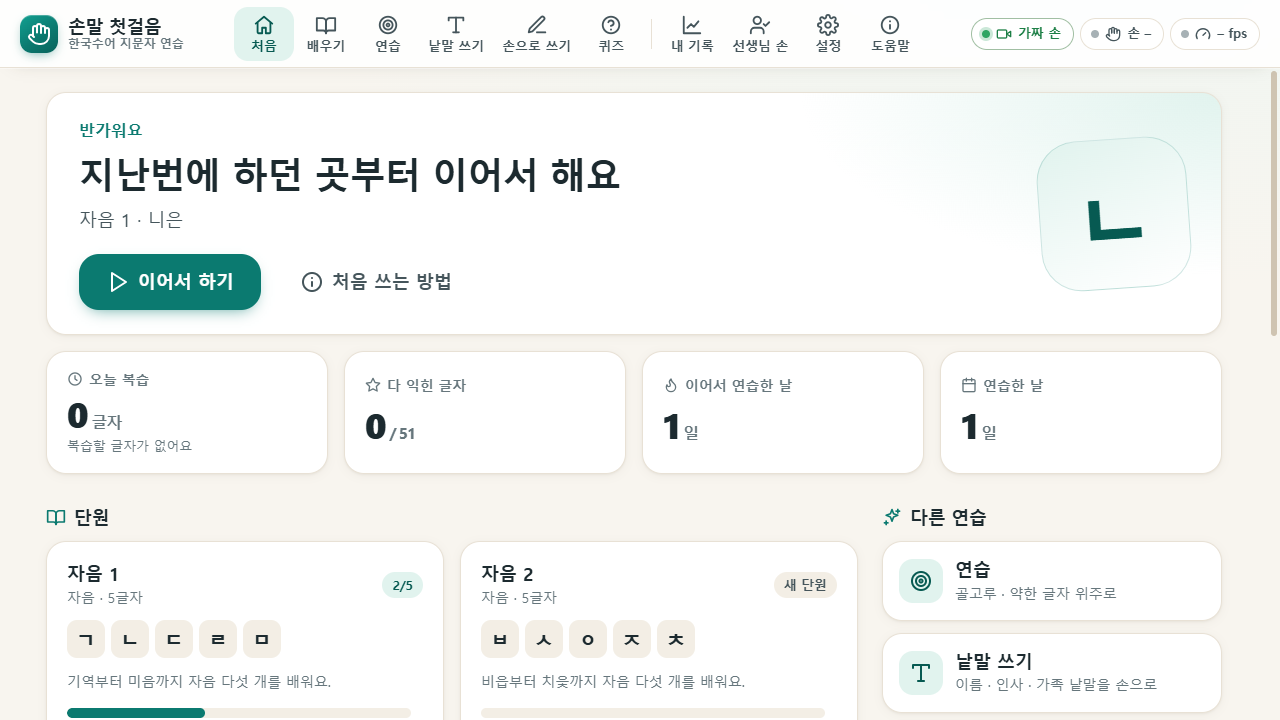 손말 첫걸음
한국수어 지문자 연습
처음
배우기
연습
낱말 쓰기
손으로 쓰기
퀴즈
내 기록
선생님 손
설정
도움말
가짜 손
손 –
– fps
반가워요
지난번에 하던 곳부터 이어서 해요
자음 1 · 니은
이어서 하기
처음 쓰는 방법
ㄴ
오늘 복습
0 글자
복습할 글자가 없어요
다 익힌 글자
0 / 51
이어서 연습한 날
1 일
연습한 날
1 일
단원
자음 1
자음 · 5글자
2/5
ㄱ ㄴ ㄷ ㄹ ㅁ
기역부터 미음까지 자음 다섯 개를 배워요.
자음 2
자음 · 5글자
새 단원
ㅂ ㅅ ㅇ ㅈ ㅊ
비읍부터 치읓까지 자음 다섯 개를 배워요.
다른 연습
연습
골고루 · 약한 글자 위주로
낱말 쓰기
이름 · 인사 · 가족 낱말을 손으로